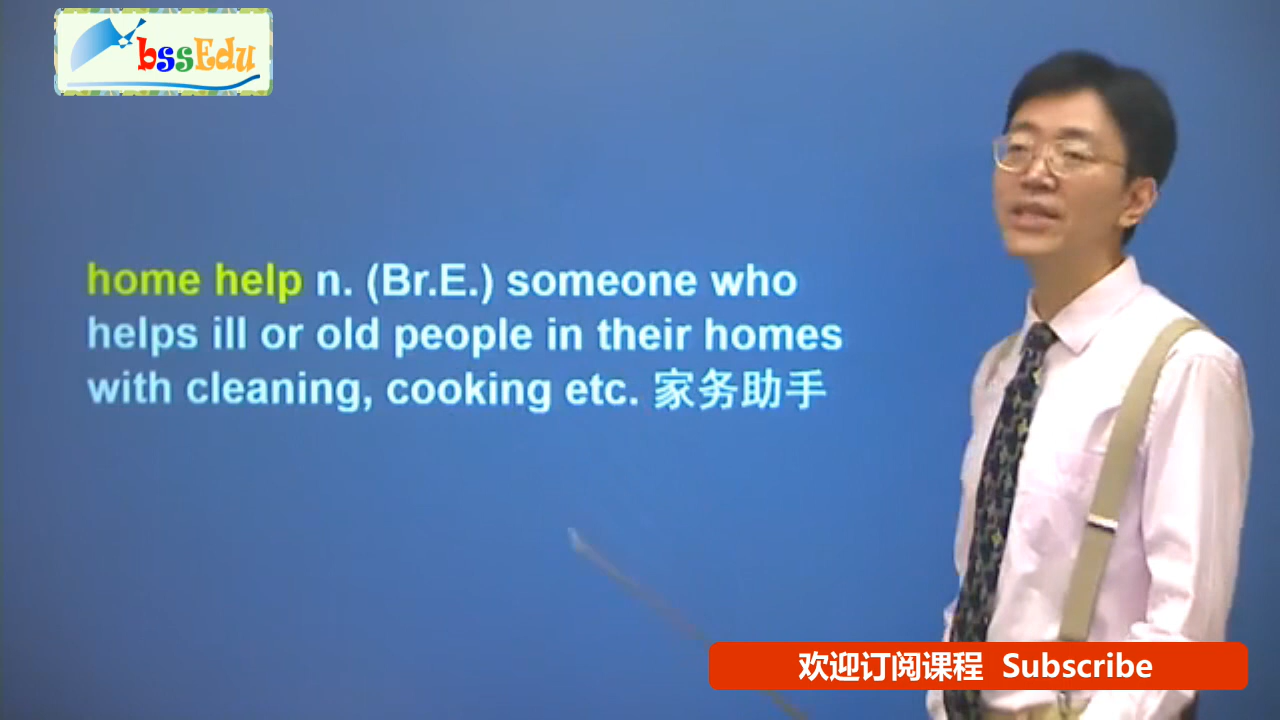 bssEdu
home help n. (Br.E.) someone who
helps ill or old people in their homes
with cleaning, cooking etc. 家务助手
欢迎订阅课程 Subscribe